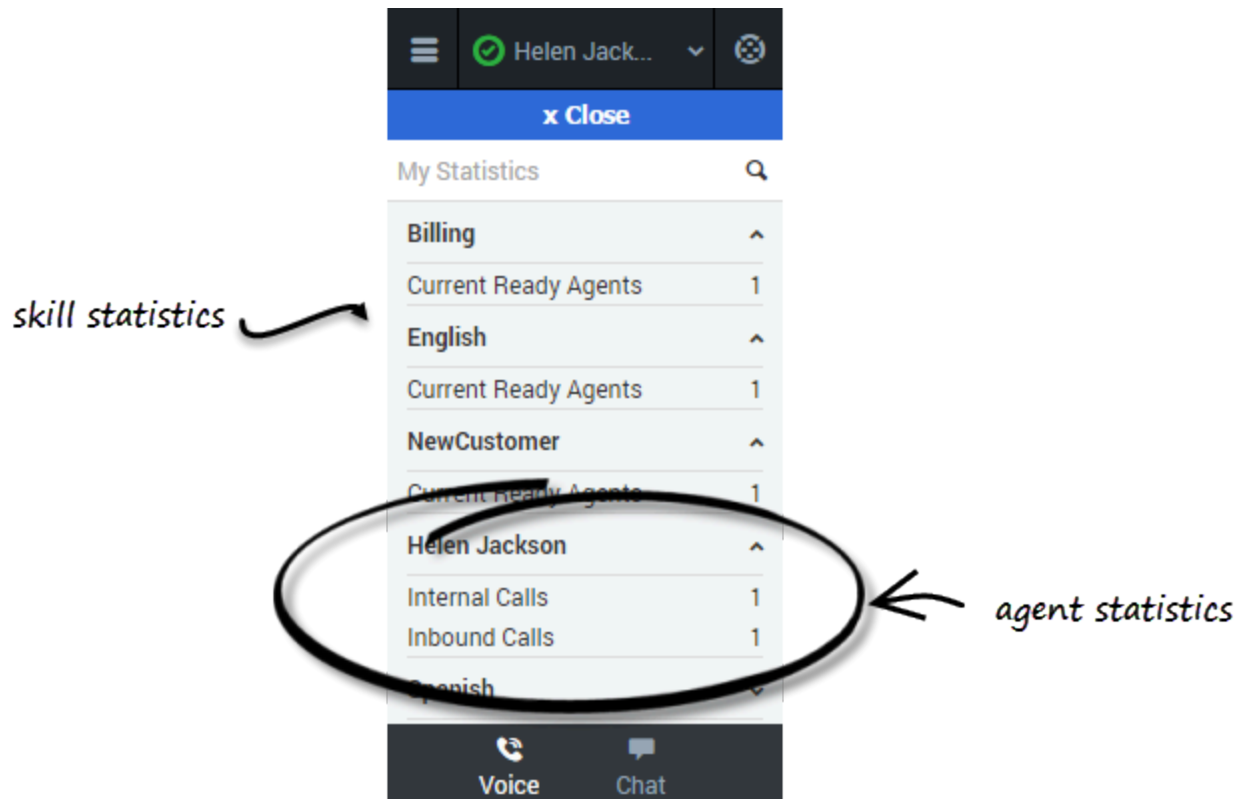 Helen Jack...
x Close
My Statistics
Billing
Current Ready Agents 1
skill statistics
English
Current Ready Agents 1
NewCustomer
Current Ready Agents 1
Helen Jackson
Internal Calls 1
agent statistics
Inbound Calls 1
Spanish
Voice Chat